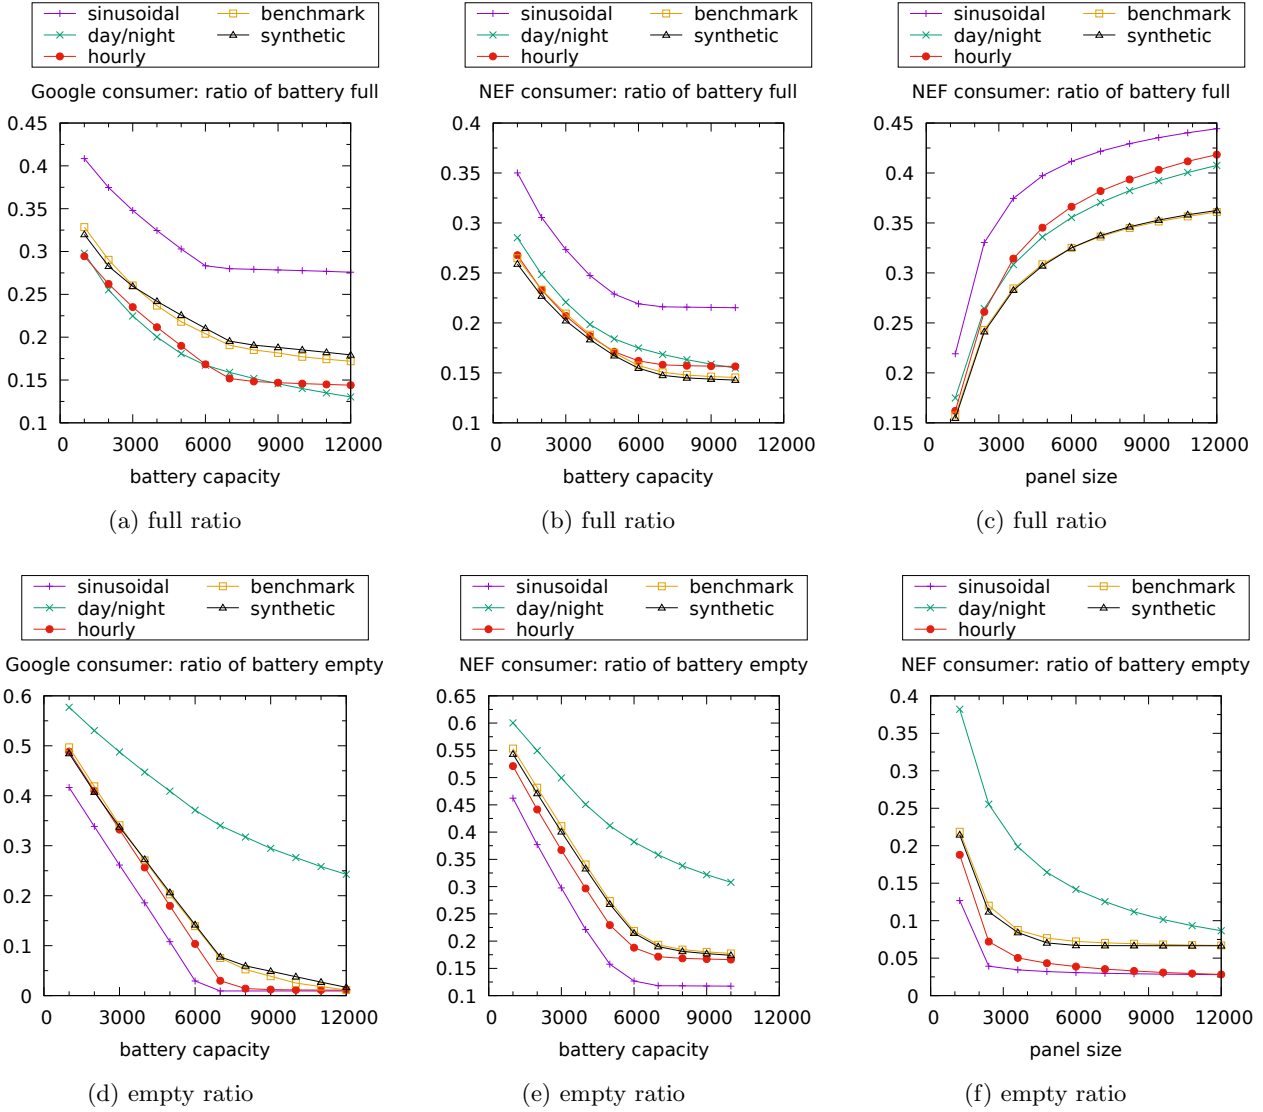 sinusoidal benchmark
day/night synthetic
hourly
Google consumer: ratio of battery full
0.45
0.4
0.35
0.3
0.25
0.2
0.15
0.1
0 3000 6000 9000 12000
battery capacity
(a) full ratio
sinusoidal benchmark
day/night synthetic
hourly
NEF consumer: ratio of battery full
0.4
0.35
0.3
0.25
0.2
0.15
0.1
0 3000 6000 9000 12000
battery capacity
(b) full ratio
sinusoidal benchmark
day/night synthetic
hourly
NEF consumer: ratio of battery full
0.45
0.4
0.35
0.3
0.25
0.2
0.15
0 3000 6000 9000 12000
panel size
(c) full ratio
sinusoidal benchmark
day/night synthetic
hourly
Google consumer: ratio of battery empty
0.6
0.5
0.4
0.3
0.2
0.1
0
0 3000 6000 9000 12000
battery capacity
(d) empty ratio
sinusoidal benchmark
day/night synthetic
hourly
NEF consumer: ratio of battery empty
0.65
0.6
0.55
0.5
0.45
0.4
0.35
0.3
0.25
0.2
0.15
0.1
0 3000 6000 9000 12000
battery capacity
(e) empty ratio
sinusoidal benchmark
day/night synthetic
hourly
NEF consumer: ratio of battery empty
0.4
0.35
0.3
0.25
0.2
0.15
0.1
0.05
0
0 3000 6000 9000 12000
panel size
(f) empty ratio